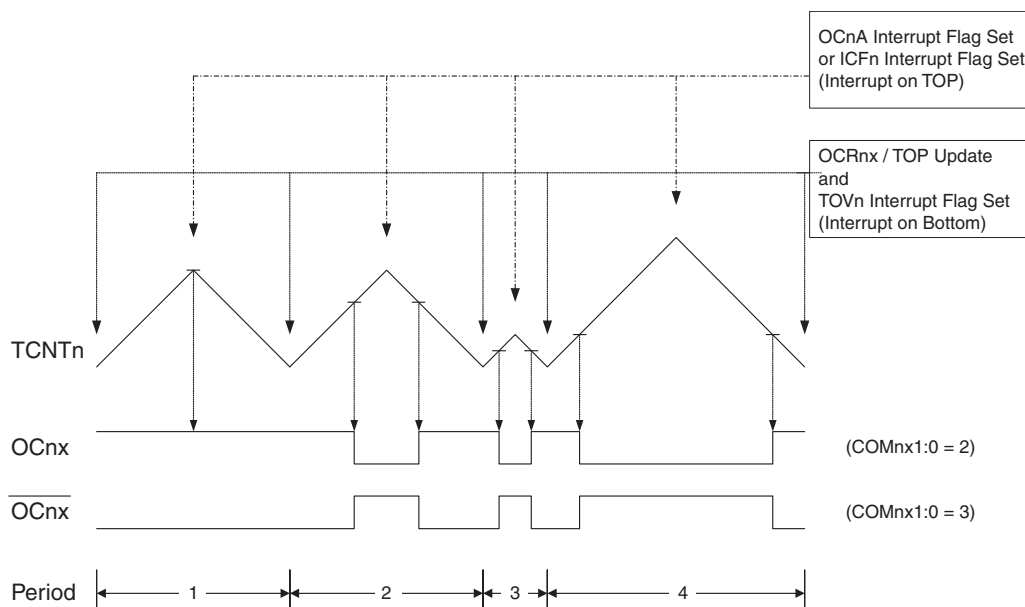 OCnA Interrupt Flag Set
or ICFn Interrupt Flag Set
(Interrupt on TOP)
OCRnx / TOP Update
and
TOVn Interrupt Flag Set
(Interrupt on Bottom)
TCNTn
OCnx
(COMnx1:0 = 2)
OCnx
(COMnx1:0 = 3)
Period 1 2 3 4